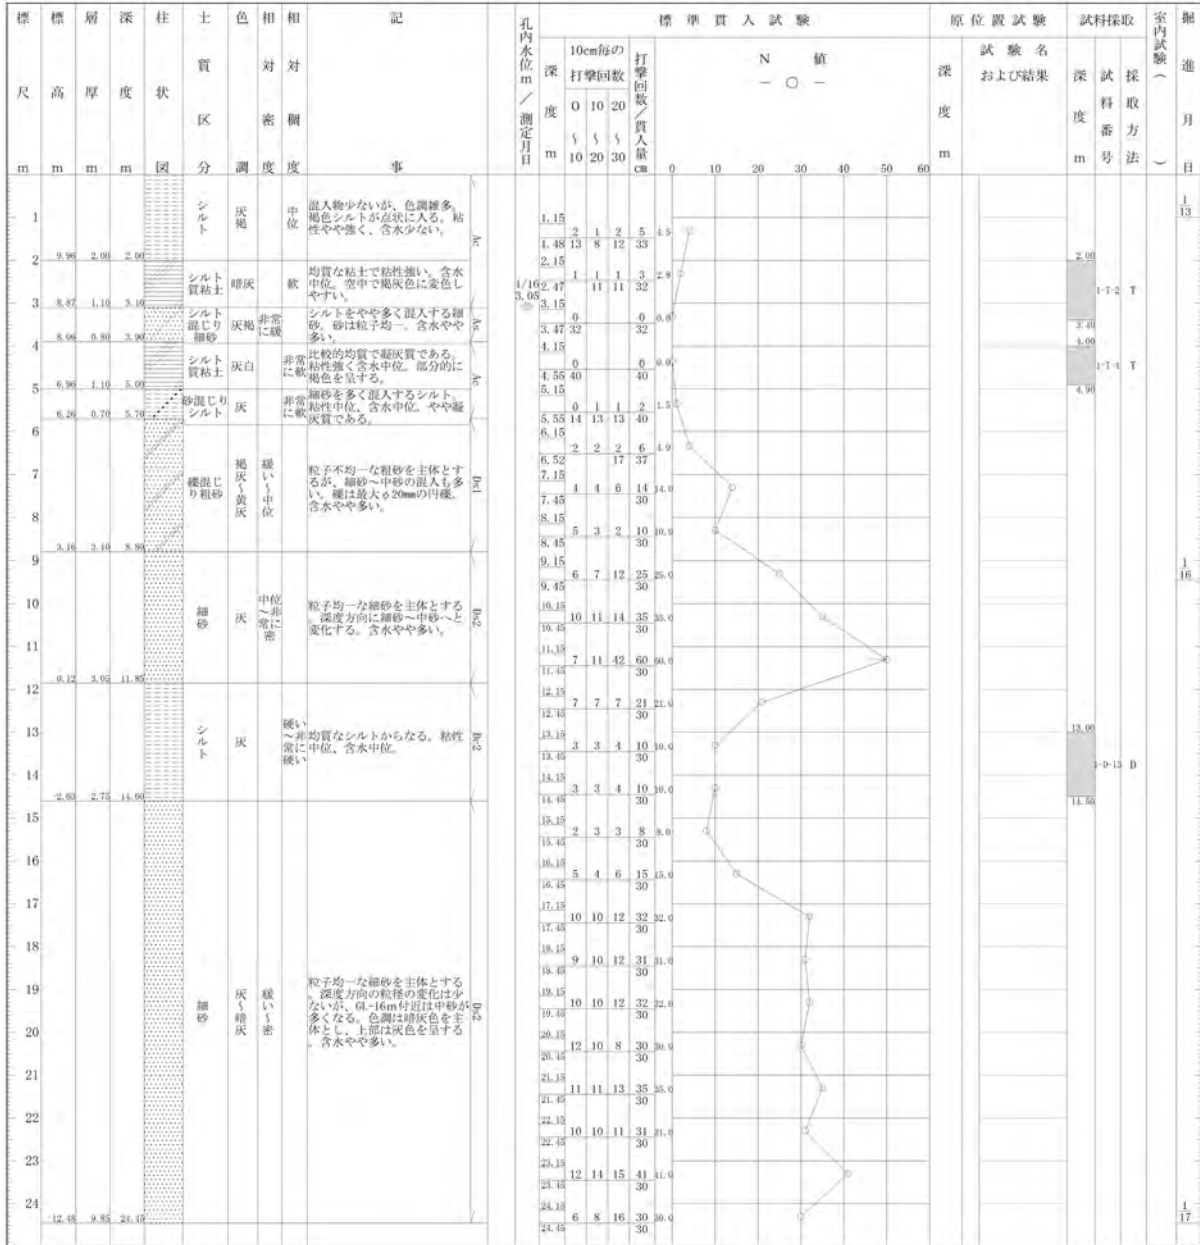 標尺 m
標高 m
層厚 m
深度 m
柱状図
土質区分
色調
相対密度
相対稠度
記事
孔内水位m／測定月日
標準貫入試験
深度 m
10cm毎の打撃回数
0〜10
10〜20
20〜30
打撃回数／貫入量 cm
N 値
0 10 20 30 40 50 60
原位置試験
深度 m
試験名および結果
試料採取
深度 m
試料番号
採取方法
室内試験（ ）
掘進月日
9.96 2.00 2.00
シルト
灰褐
中位
混入物少ないが、色調雑多。
褐色シルトが点状に入る。粘
性やや強く、含水少ない。
Ac
8.87 1.10 3.10
シルト質粘土
暗灰
軟
均質な粘土で粘性強い。含水
中位。空中で褐灰色に変色し
やすい。
0.80 3.90
シルト混じり細砂
灰褐
非常に緩
シルトをやや多く混入する細
砂。砂は粒子均一。含水やや
多い。
As
6.96 1.10 5.00
シルト質粘土
灰白
非常に軟
比較的均質で凝灰質である。
粘性強く含水中位。部分的に
褐色を呈する。
Ac
6.26 0.70 5.70
砂混じりシルト
灰
非常に軟
細砂を多く混入するシルト。
粘性中位、含水中位。やや凝
灰質である。
3.16 3.10 8.80
礫混じり粗砂
褐灰〜黄灰
緩い〜中位
粒子不均一な粗砂を主体とす
るが、細砂〜中砂の混入も多
い。礫は最大φ20mmの円礫。
含水やや多い。
Ds1
0.12 3.05 11.85
細砂
灰
中位〜非常に密
粒子均一な細砂を主体とする
。深度方向に細砂〜中砂へと
変化する。含水やや多い。
Ds2
-2.63 2.75 14.60
シルト
灰
硬い〜非常に硬い
均質なシルトからなる。粘性
中位、含水中位。
Dc2
-12.48 9.85 24.45
細砂
灰〜暗灰
緩い〜密
粒子均一な細砂を主体とする
。深度方向の粒径の変化は少
ないが、GL-16m付近は中砂が
多くなる。色調は暗灰色を主
体とし、上部は灰色を呈する
。含水やや多い。
Ds2
1
2
3
4
5
6
7
8
9
10
11
12
13
14
15
16
17
18
19
20
21
22
23
24
1/16
3.05
1.15 2 1 2 5 4.5
1.48 13 8 12 33
2.15 1 1 1 3 2.8
2.47 11 11 32
3.15 0 0
3.47 32 32
4.15 0 0 0.0
4.55 40 40
5.15 0 1 1 2 1.5
5.55 14 13 13 40
6.15 2 2 2 6 4.9
6.52 17 37
7.15 4 4 6 14 14.0
7.45 30
8.15 5 3 2 10 10.0
8.45 30
9.15 6 7 12 25 25.0
9.45 30
10.15 10 11 14 35 35.0
10.45 30
11.15 7 11 42 60 60.0
11.45 30
12.15 7 7 7 21 21.0
12.45 30
13.15 3 3 4 10 10.0
13.45 30
14.15 3 3 4 10 10.0
14.45 30
15.15 2 3 3 8 8.0
15.45 30
16.15 5 4 6 15 15.0
16.45 30
17.15 10 10 12 32 32.0
17.45 30
18.15 9 10 12 31 31.0
18.45 30
19.15 10 10 12 32 32.0
19.45 30
20.15 12 10 8 30 30.0
20.45 30
21.15 11 11 13 35 35.0
21.45 30
22.15 10 10 11 31 31.0
22.45 30
23.15 12 14 15 41 41.0
23.45 30
24.15 6 8 16 30 30.0
24.45 30
2.00
1-T-2 T
3.40
4.00
1-T-4 T
4.90
13.00
1-D-13 D
14.50
1/13
1/16
1/17